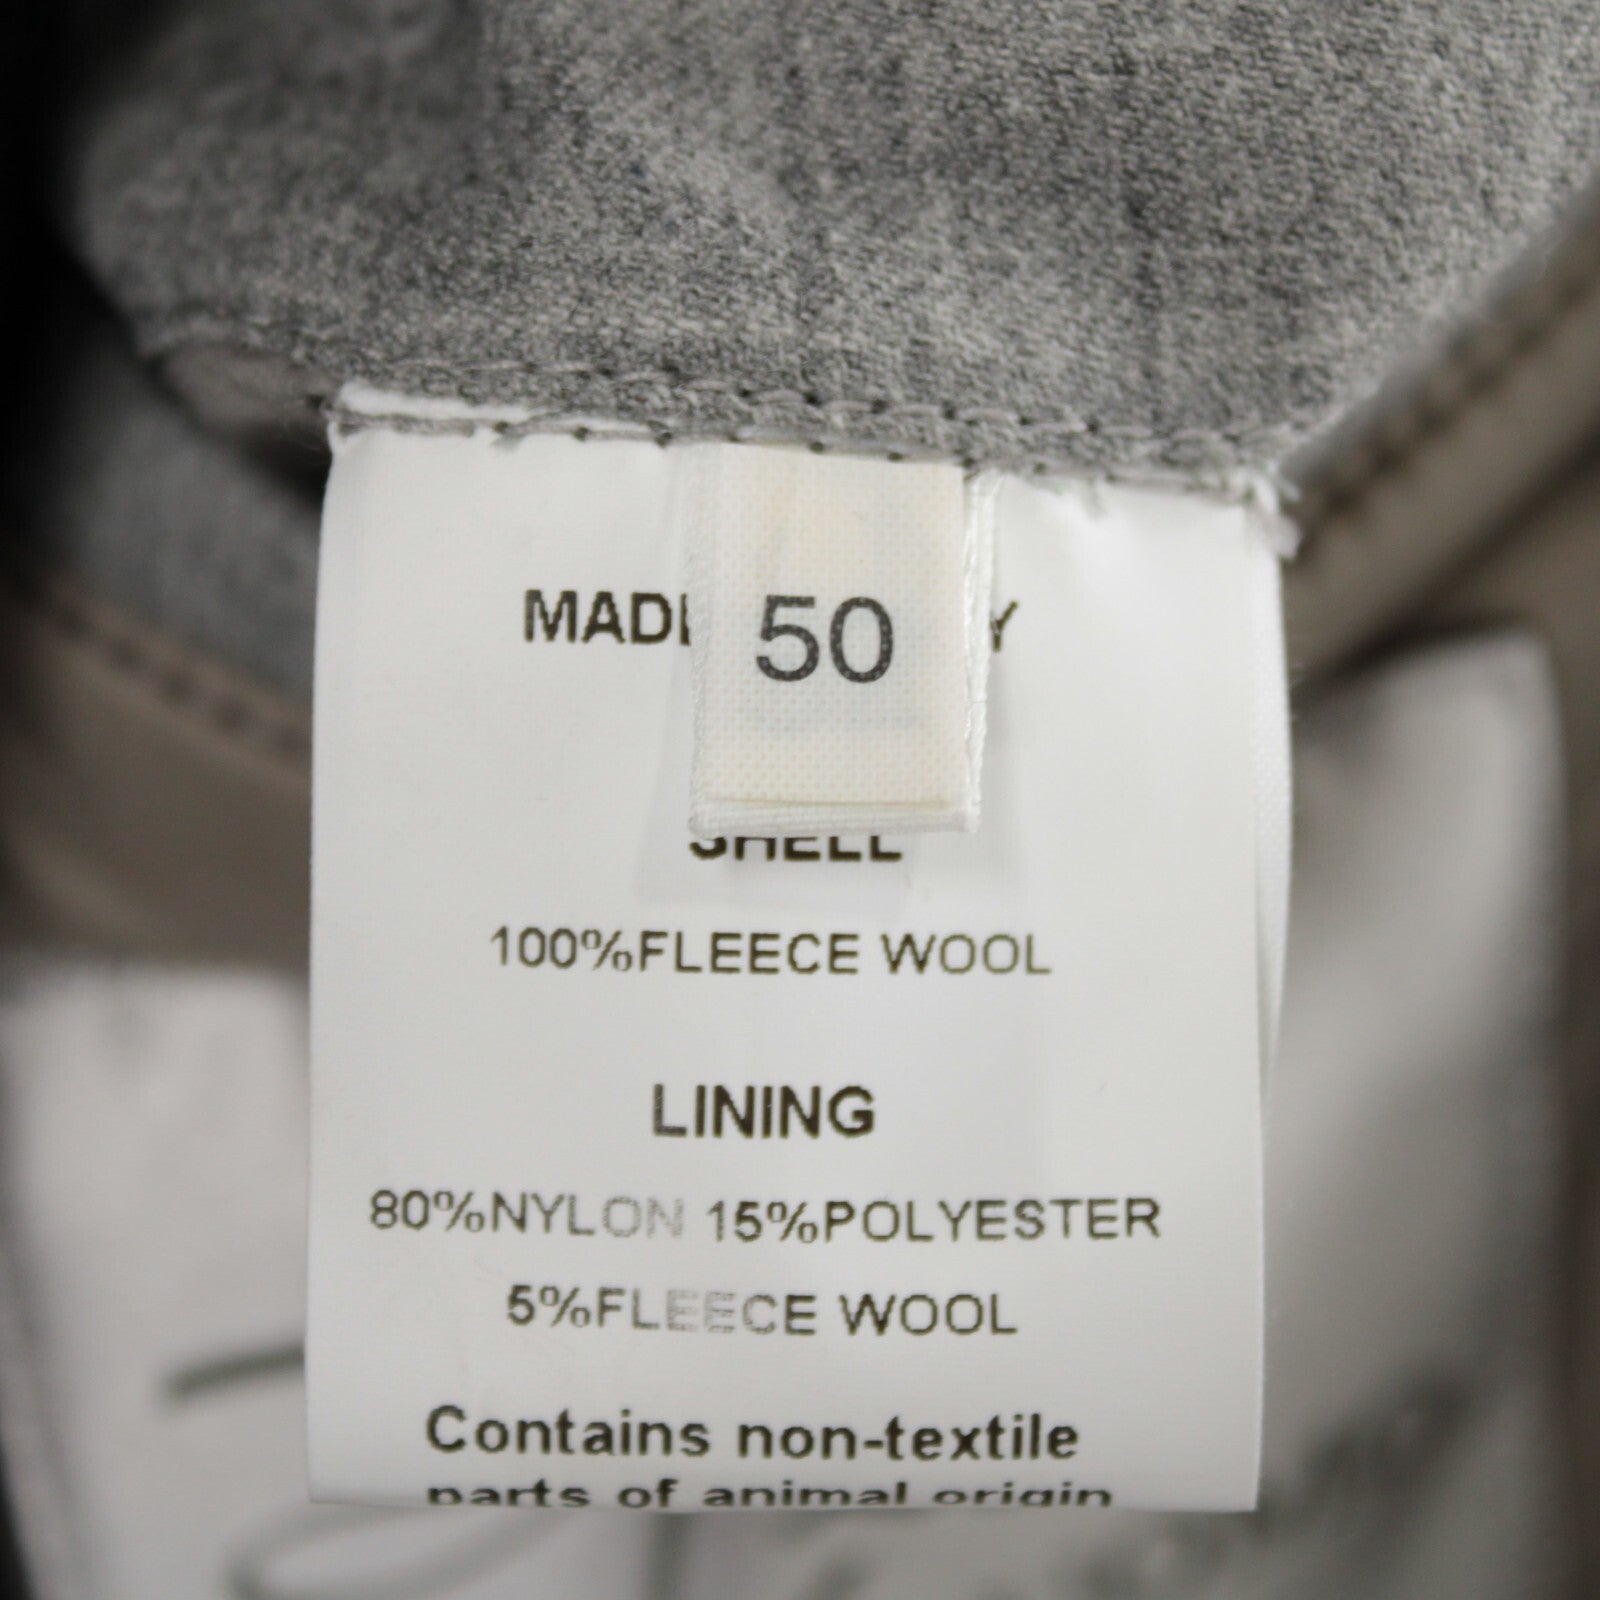 50
SHELL
100%FLEECE WOOL
LINING
80%NYLON 15%POLYESTER
5%FLEECE WOOL
Contains non-textile
parts of animal origin